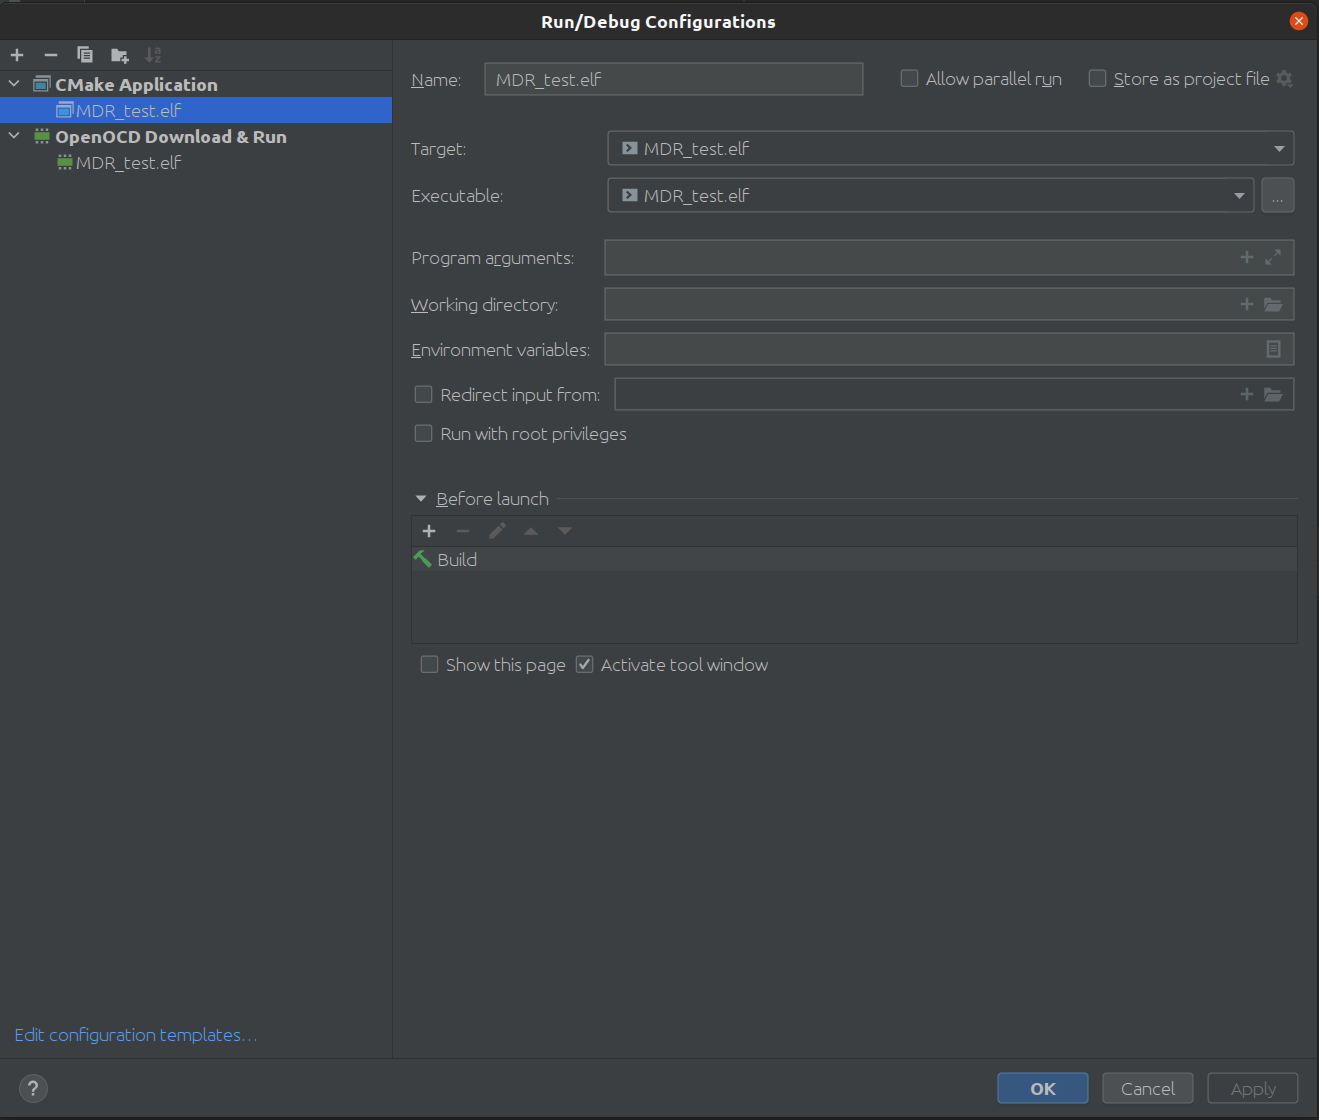 Run/Debug Configurations
CMake Application
MDR_test.elf
OpenOCD Download & Run
MDR_test.elf
Edit configuration templates...
?
Name: MDR_test.elf Allow parallel run Store as project file
Target: MDR_test.elf
Executable: MDR_test.elf ...
Program arguments:
Working directory:
Environment variables:
Redirect input from:
Run with root privileges
Before launch
Build
Show this page Activate tool window
OK Cancel Apply